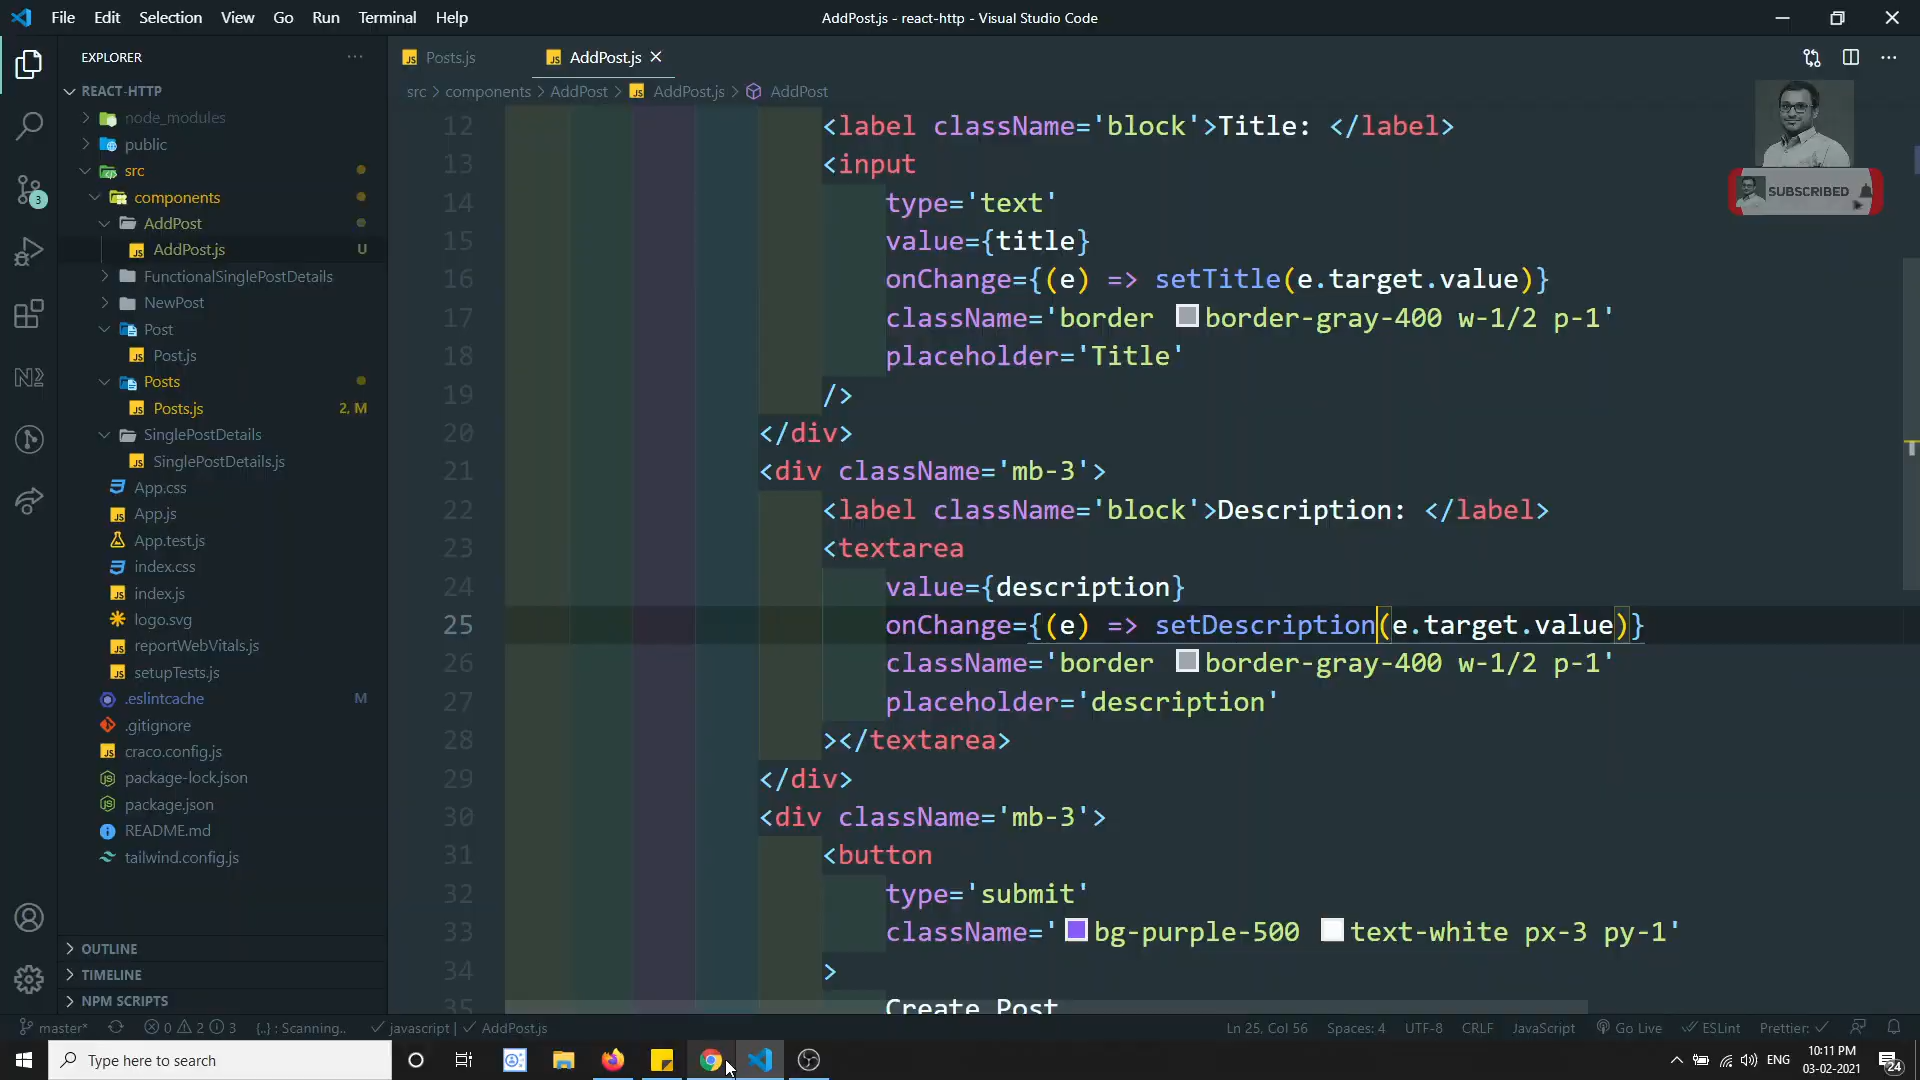 File Edit Selection View Go Run Terminal Help
AddPost.js - react-http - Visual Studio Code
EXPLORER
REACT-HTTP
node_modules
public
src
components
AddPost
AddPost.js U
FunctionalSinglePostDetails
NewPost
Post
Post.js
Posts
Posts.js 2, M
SinglePostDetails
SinglePostDetails.js
App.css
App.js
App.test.js
index.css
index.js
logo.svg
reportWebVitals.js
setupTests.js
.eslintcache M
.gitignore
craco.config.js
package-lock.json
package.json
README.md
tailwind.config.js
OUTLINE
TIMELINE
NPM SCRIPTS
3
Posts.js AddPost.js
src > components > AddPost > AddPost.js > AddPost
12 <label className='block'>Title: </label>
13 <input
14 type='text'
15 value={title}
16 onChange={(e) => setTitle(e.target.value)}
17 className='border border-gray-400 w-1/2 p-1'
18 placeholder='Title'
19 />
20 </div>
21 <div className='mb-3'>
22 <label className='block'>Description: </label>
23 <textarea
24 value={description}
25 onChange={(e) => setDescription(e.target.value)}
26 className='border border-gray-400 w-1/2 p-1'
27 placeholder='description'
28 ></textarea>
29 </div>
30 <div className='mb-3'>
31 <button
32 type='submit'
33 className='bg-purple-500 text-white px-3 py-1'
34 >
35 Create Post
SUBSCRIBED
master* 0 2 3 {..} : Scanning.. javascript | AddPost.js
Ln 25, Col 56 Spaces: 4 UTF-8 CRLF JavaScript Go Live ESLint Prettier:
Type here to search
ENG
10:11 PM
03-02-2021
24